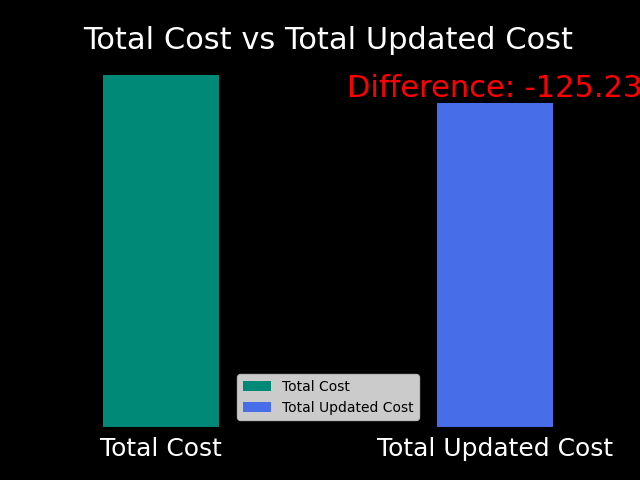 Total Cost vs Total Updated Cost
Difference: -125.23
Total Cost
Total Updated Cost
Total Cost
Total Updated Cost